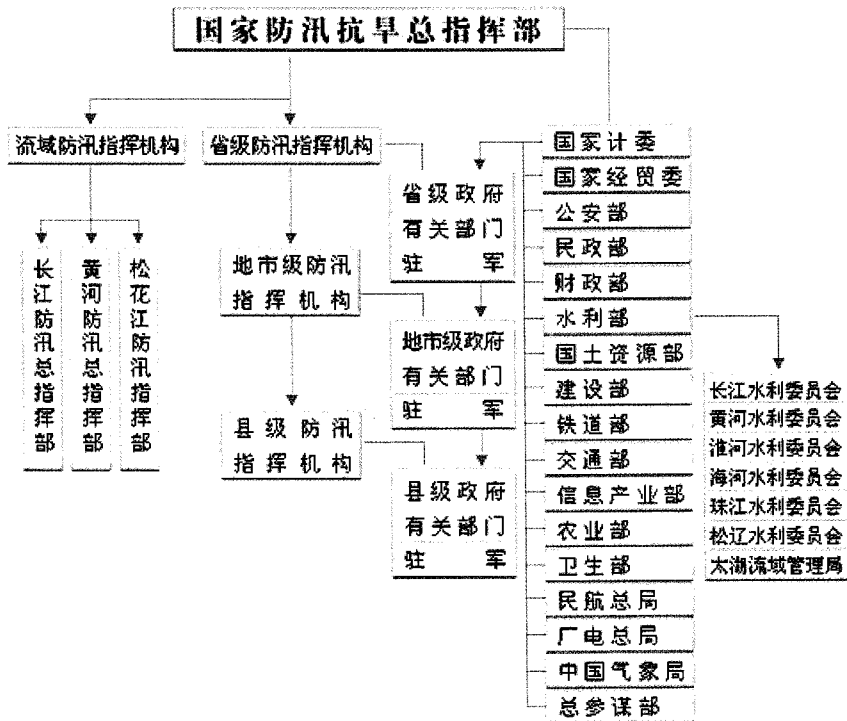 国家防汛抗旱总指挥部
流域防汛指挥机构
省级防汛指挥机构
长江防汛总指挥部
黄河防汛总指挥部
松花江防汛指挥部
地市级防汛
指挥机构
县级防汛
指挥机构
省级政府
有关部门
驻军
地市级政府
有关部门
驻军
县级政府
有关部门
驻军
国家计委
国家经贸委
公安部
民政部
财政部
水利部
国土资源部
建设部
铁道部
交通部
信息产业部
农业部
卫生部
民航总局
厂电总局
中国气象局
总参谋部
长江水利委员会
黄河水利委员会
淮河水利委员会
海河水利委员会
珠江水利委员会
松辽水利委员会
太湖流域管理局